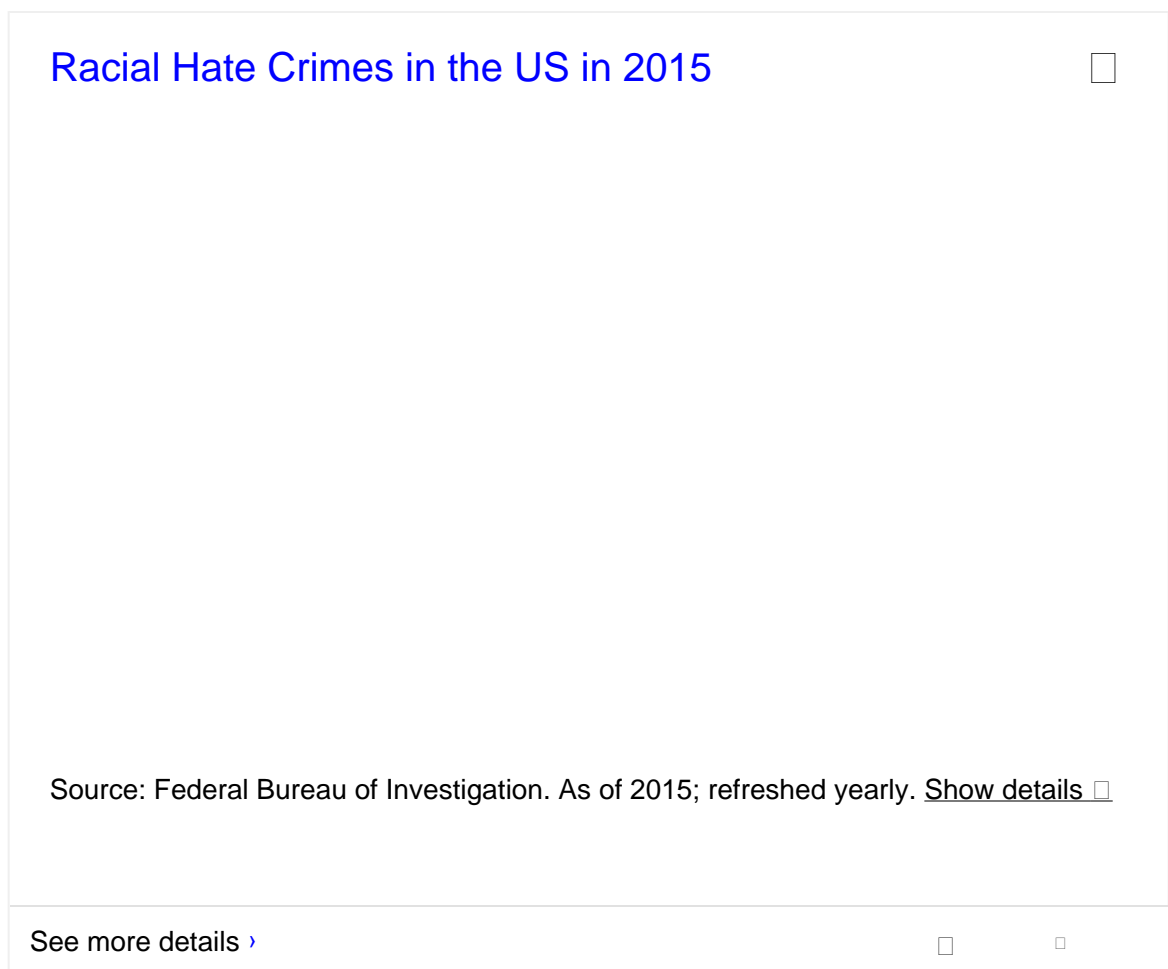 Racial Hate Crimes in the US in 2015
Source: Federal Bureau of Investigation. As of 2015; refreshed yearly. Show details
See more details ›